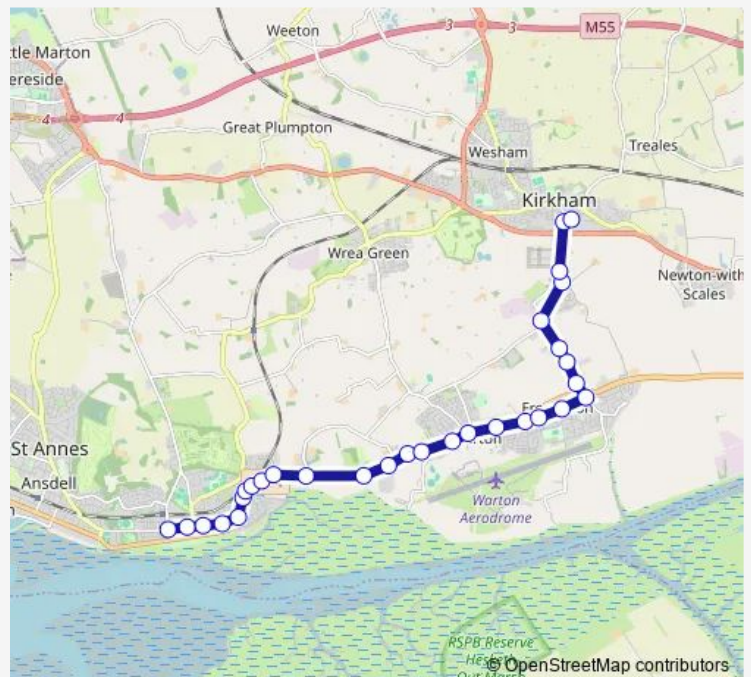 Weeton
3
3
M55
tle Marton
ereside
4
4
Great Plumpton
Wesham
Treales
Kirkham
Wrea Green
Newton-with
Scales
St Annes
Ansdell
Warton
Aerodrome
RSPB Reserve
© OpenStreetMap contributors